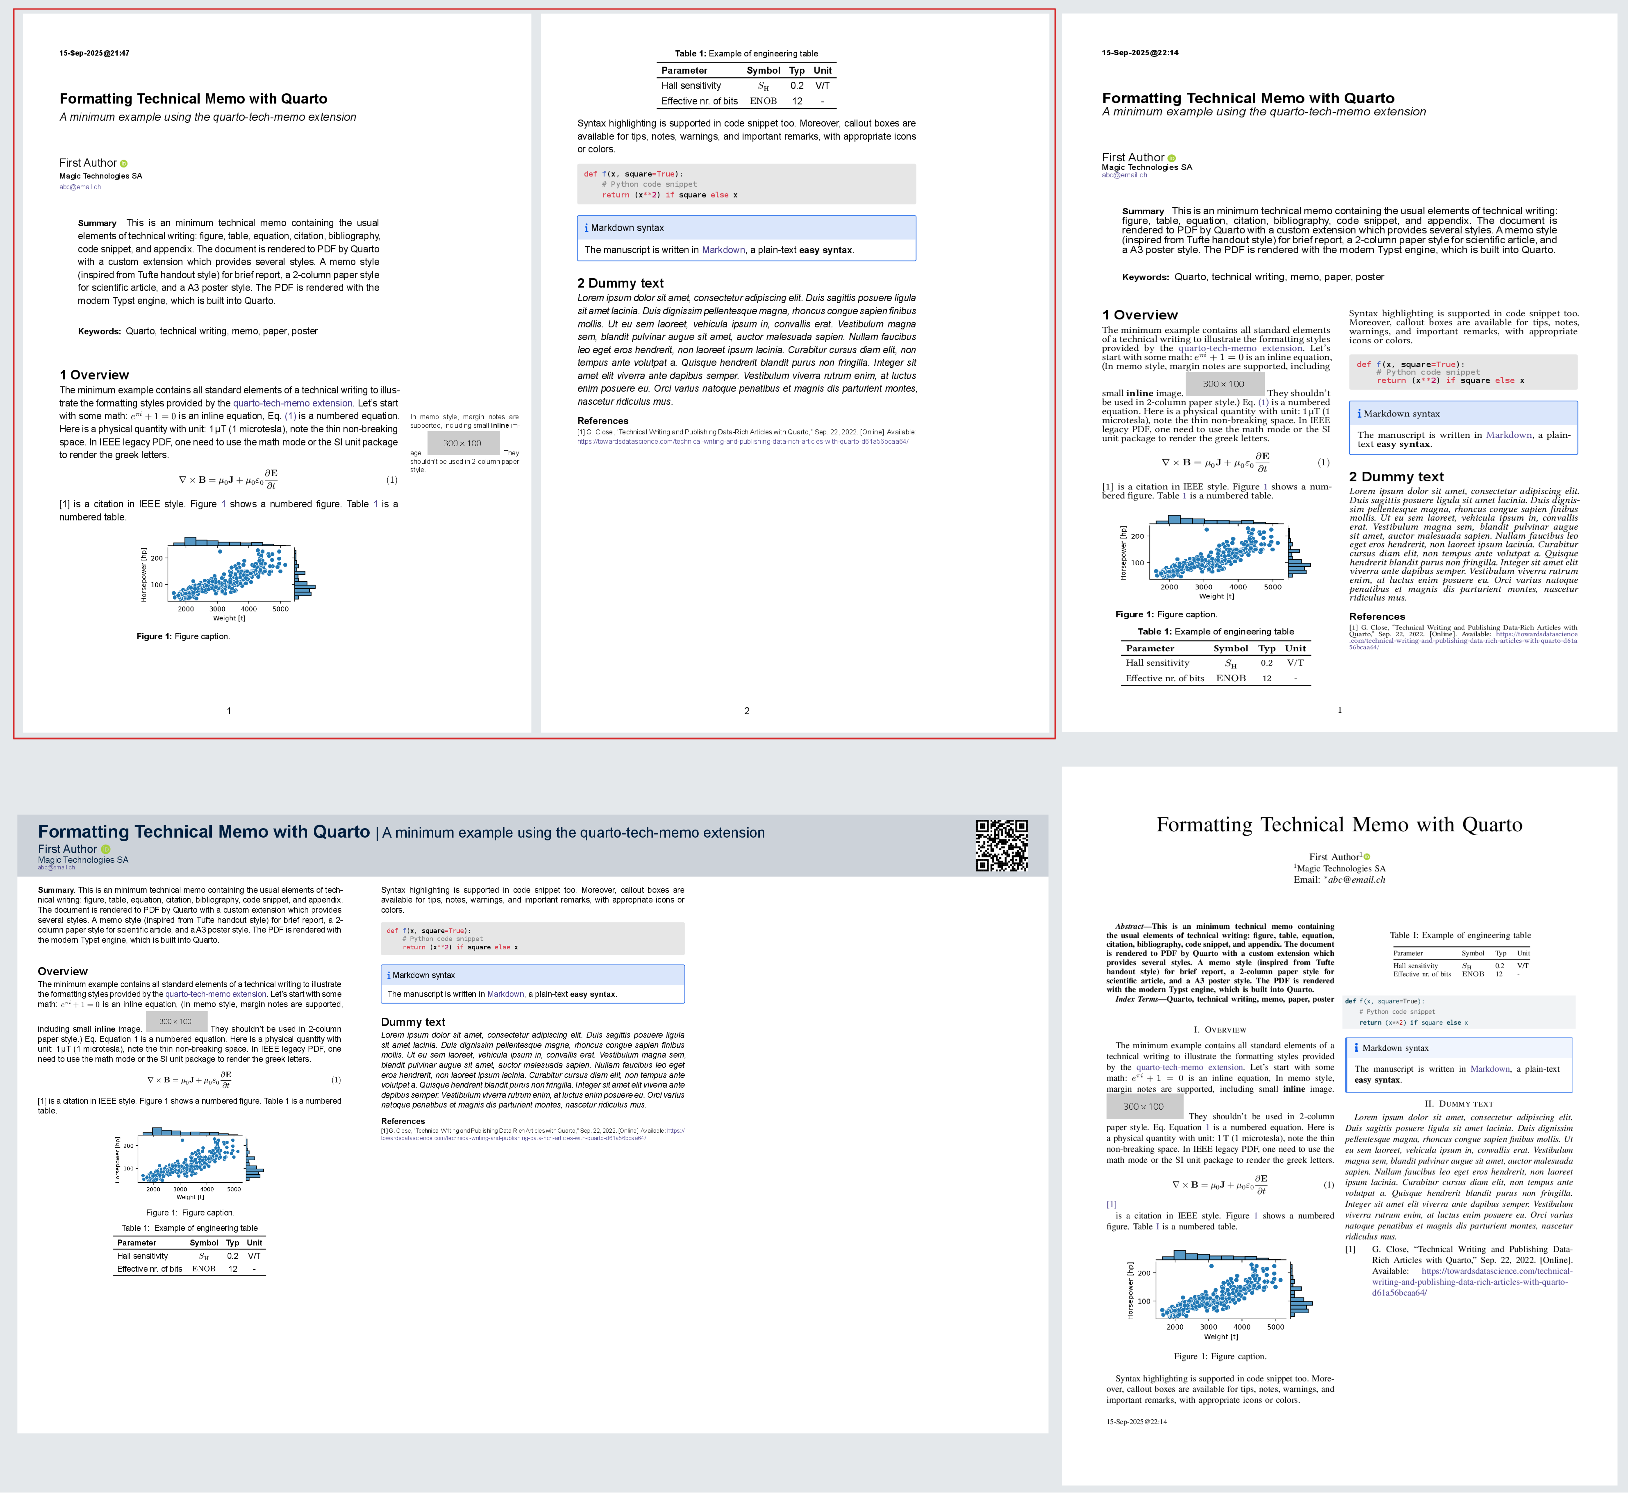 15-Sep-2025@21:47
Formatting Technical Memo with Quarto
A minimum example using the quarto-tech-memo extension
First Author
Magic Technologies SA
abc@email.ch
Summary This is an minimum technical memo containing the usual
elements of technical writing: figure, table, equation, citation, bibliography,
code snippet, and appendix. The document is rendered to PDF by Quarto
with a custom extension which provides several styles. A memo style
(inspired from Tufte handout style) for brief report, a 2-column paper style
for scientific article, and a A3 poster style. The PDF is rendered with the
modern Typst engine, which is built into Quarto.
Keywords: Quarto, technical writing, memo, paper, poster
1 Overview
The minimum example contains all standard elements of a technical writing to illus-
trate the formatting styles provided by the quarto-tech-memo extension. Let's start
with some math: e^{πi} + 1 = 0 is an inline equation, Eq. (1) is a numbered equation.
Here is a physical quantity with unit: 1 µT (1 microtesla), note the thin non-breaking
space. In IEEE legacy PDF, one need to use the math mode or the SI unit package
to render the greek letters.
∇ × B = μ₀J + μ₀ε₀ ∂E/∂t (1)
[1] is a citation in IEEE style. Figure 1 shows a numbered figure. Table 1 is a
numbered table.
In memo style, margin notes are
supported, including small inline im-
age 300 × 100 They
shouldn't be used in 2-column paper
style.
Horsepower [hp]
200
100
2000 3000 4000 5000
Weight [t]
Figure 1: Figure caption.
1
Table 1: Example of engineering table
Parameter Symbol Typ Unit
Hall sensitivity S_H 0.2 V/T
Effective nr. of bits ENOB 12 -
Syntax highlighting is supported in code snippet too. Moreover, callout boxes are
available for tips, notes, warnings, and important remarks, with appropriate icons
or colors.
def f(x, square=True):
# Python code snippet
return (x**2) if square else x
Markdown syntax
The manuscript is written in Markdown, a plain-text easy syntax.
2 Dummy text
Lorem ipsum dolor sit amet, consectetur adipiscing elit. Duis sagittis posuere ligula
sit amet lacinia. Duis dignissim pellentesque magna, rhoncus congue sapien finibus
mollis. Ut eu sem laoreet, vehicula ipsum in, convallis erat. Vestibulum magna
sem, blandit pulvinar augue sit amet, auctor malesuada sapien. Nullam faucibus
leo eget eros hendrerit, non laoreet ipsum lacinia. Curabitur cursus diam elit, non
tempus ante volutpat a. Quisque hendrerit blandit purus non fringilla. Integer sit
amet elit viverra ante dapibus semper. Vestibulum viverra rutrum enim, at luctus
enim posuere eu. Orci varius natoque penatibus et magnis dis parturient montes,
nascetur ridiculus mus.
References
[1] G. Close, "Technical Writing and Publishing Data-Rich Articles with Quarto," Sep. 22, 2022. [Online]. Available:
https://towardsdatascience.com/technical-writing-and-publishing-data-rich-articles-with-quarto-d61a56bcaa64/
2
15-Sep-2025@22:14
Formatting Technical Memo with Quarto
A minimum example using the quarto-tech-memo extension
First Author
Magic Technologies SA
abc@email.ch
Summary This is an minimum technical memo containing the usual elements of technical writing:
figure, table, equation, citation, bibliography, code snippet, and appendix. The document is
rendered to PDF by Quarto with a custom extension which provides several styles. A memo style
(inspired from Tufte handout style) for brief report, a 2-column paper style for scientific article, and
a A3 poster style. The PDF is rendered with the modern Typst engine, which is built into Quarto.
Keywords: Quarto, technical writing, memo, paper, poster
1 Overview
The minimum example contains all standard elements
of a technical writing to illustrate the formatting styles
provided by the quarto-tech-memo extension. Let's
start with some math: e^{πi} + 1 = 0 is an inline equation,
(In memo style, margin notes are supported, including
small inline image. 300 × 100 They shouldn't
be used in 2-column paper style.) Eq. (1) is a numbered
equation. Here is a physical quantity with unit: 1 µT (1
microtesla), note the thin non-breaking space. In IEEE
legacy PDF, one need to use the math mode or the SI
unit package to render the greek letters.
∇ × B = μ₀J + μ₀ε₀ ∂E/∂t (1)
[1] is a citation in IEEE style. Figure 1 shows a num-
bered figure. Table 1 is a numbered table.
Horsepower [hp]
200
100
2000 3000 4000 5000
Weight [t]
Figure 1: Figure caption.
Table 1: Example of engineering table
Parameter Symbol Typ Unit
Hall sensitivity S_H 0.2 V/T
Effective nr. of bits ENOB 12 -
Syntax highlighting is supported in code snippet too.
Moreover, callout boxes are available for tips, notes,
warnings, and important remarks, with appropriate
icons or colors.
def f(x, square=True):
# Python code snippet
return (x**2) if square else x
Markdown syntax
The manuscript is written in Markdown, a plain-
text easy syntax.
2 Dummy text
Lorem ipsum dolor sit amet, consectetur adipiscing elit.
Duis sagittis posuere ligula sit amet lacinia. Duis dignis-
sim pellentesque magna, rhoncus congue sapien finibus
mollis. Ut eu sem laoreet, vehicula ipsum in, convallis
erat. Vestibulum magna sem, blandit pulvinar augue
sit amet, auctor malesuada sapien. Nullam faucibus leo
eget eros hendrerit, non laoreet ipsum lacinia. Curabitur
cursus diam elit, non tempus ante volutpat a. Quisque
hendrerit blandit purus non fringilla. Integer sit amet elit
viverra ante dapibus semper. Vestibulum viverra rutrum
enim, at luctus enim posuere eu. Orci varius natoque
penatibus et magnis dis parturient montes, nascetur
ridiculus mus.
References
[1] G. Close, "Technical Writing and Publishing Data-Rich Articles with
Quarto," Sep. 22, 2022. [Online]. Available: https://towardsdatascience
.com/technical-writing-and-publishing-data-rich-articles-with-quarto-d61a
56bcaa64/
1
Formatting Technical Memo with Quarto | A minimum example using the quarto-tech-memo extension
First Author
Magic Technologies SA
abc@email.ch
Summary. This is an minimum technical memo containing the usual elements of tech-
nical writing: figure, table, equation, citation, bibliography, code snippet, and appendix.
The document is rendered to PDF by Quarto with a custom extension which provides
several styles. A memo style (inspired from Tufte handout style) for brief report, a 2-
column paper style for scientific article, and a A3 poster style. The PDF is rendered with
the modern Typst engine, which is built into Quarto.
Overview
The minimum example contains all standard elements of a technical writing to illustrate
the formatting styles provided by the quarto-tech-memo extension. Let's start with some
math: e^{πi} + 1 = 0 is an inline equation, (In memo style, margin notes are supported,
including small inline image. 300 × 100 They shouldn't be used in 2-column
paper style.) Eq. Equation 1 is a numbered equation. Here is a physical quantity with
unit: 1 µT (1 microtesla), note the thin non-breaking space. In IEEE legacy PDF, one
need to use the math mode or the SI unit package to render the greek letters.
∇ × B = μ₀J + μ₀ε₀ ∂E/∂t (1)
[1] is a citation in IEEE style. Figure 1 shows a numbered figure. Table 1 is a numbered
table.
Horsepower [hp]
200
100
2000 3000 4000 5000
Weight [t]
Figure 1: Figure caption.
Table 1: Example of engineering table
Parameter Symbol Typ Unit
Hall sensitivity S_H 0.2 V/T
Effective nr. of bits ENOB 12 -
Syntax highlighting is supported in code snippet too. Moreover, callout boxes are
available for tips, notes, warnings, and important remarks, with appropriate icons or
colors.
def f(x, square=True):
# Python code snippet
return (x**2) if square else x
Markdown syntax
The manuscript is written in Markdown, a plain-text easy syntax.
Dummy text
Lorem ipsum dolor sit amet, consectetur adipiscing elit. Duis sagittis posuere ligula
sit amet lacinia. Duis dignissim pellentesque magna, rhoncus congue sapien finibus
mollis. Ut eu sem laoreet, vehicula ipsum in, convallis erat. Vestibulum magna sem,
blandit pulvinar augue sit amet, auctor malesuada sapien. Nullam faucibus leo eget
eros hendrerit, non laoreet ipsum lacinia. Curabitur cursus diam elit, non tempus ante
volutpat a. Quisque hendrerit blandit purus non fringilla. Integer sit amet elit viverra ante
dapibus semper. Vestibulum viverra rutrum enim, at luctus enim posuere eu. Orci varius
natoque penatibus et magnis dis parturient montes, nascetur ridiculus mus.
References
[1] G. Close, "Technical Writing and Publishing Data-Rich Articles with Quarto," Sep. 22, 2022. [Online]. Available: https://
towardsdatascience.com/technical-writing-and-publishing-data-rich-articles-with-quarto-d61a56bcaa64/
Formatting Technical Memo with Quarto
First Author¹
¹Magic Technologies SA
Email: *abc@email.ch
Abstract—This is an minimum technical memo containing
the usual elements of technical writing: figure, table, equation,
citation, bibliography, code snippet, and appendix. The document
is rendered to PDF by Quarto with a custom extension which
provides several styles. A memo style (inspired from Tufte
handout style) for brief report, a 2-column paper style for
scientific article, and a A3 poster style. The PDF is rendered
with the modern Typst engine, which is built into Quarto.
Index Terms—Quarto, technical writing, memo, paper, poster
I. Overview
The minimum example contains all standard elements of a
technical writing to illustrate the formatting styles provided
by the quarto-tech-memo extension. Let's start with some
math: e^{πi} + 1 = 0 is an inline equation, In memo style,
margin notes are supported, including small inline image.
300 × 100 They shouldn't be used in 2-column
paper style. Eq. Equation 1 is a numbered equation. Here is
a physical quantity with unit: 1 T (1 microtesla), note the thin
non-breaking space. In IEEE legacy PDF, one need to use the
math mode or the SI unit package to render the greek letters.
∇ × B = μ₀J + μ₀ε₀ ∂E/∂t (1)
[1]
is a citation in IEEE style. Figure 1 shows a numbered
figure. Table I is a numbered table.
Horsepower [hp]
200
100
2000 3000 4000 5000
Weight [t]
Figure 1: Figure caption.
Syntax highlighting is supported in code snippet too. More-
over, callout boxes are available for tips, notes, warnings, and
important remarks, with appropriate icons or colors.
15-Sep-2025@22:14
Table I: Example of engineering table
Parameter Symbol Typ Unit
Hall sensitivity S_H 0.2 V/T
Effective nr. of bits ENOB 12 -
def f(x, square=True):
# Python code snippet
return (x**2) if square else x
Markdown syntax
The manuscript is written in Markdown, a plain-text
easy syntax.
II. Dummy text
Lorem ipsum dolor sit amet, consectetur adipiscing elit.
Duis sagittis posuere ligula sit amet lacinia. Duis dignissim
pellentesque magna, rhoncus congue sapien finibus mollis. Ut
eu sem laoreet, vehicula ipsum in, convallis erat. Vestibulum
magna sem, blandit pulvinar augue sit amet, auctor malesuada
sapien. Nullam faucibus leo eget eros hendrerit, non laoreet
ipsum lacinia. Curabitur cursus diam elit, non tempus ante
volutpat a. Quisque hendrerit blandit purus non fringilla.
Integer sit amet elit viverra ante dapibus semper. Vestibulum
viverra rutrum enim, at luctus enim posuere eu. Orci varius
natoque penatibus et magnis dis parturient montes, nascetur
ridiculus mus.
[1] G. Close, "Technical Writing and Publishing Data-
Rich Articles with Quarto," Sep. 22, 2022. [Online].
Available: https://towardsdatascience.com/technical-
writing-and-publishing-data-rich-articles-with-quarto-
d61a56bcaa64/